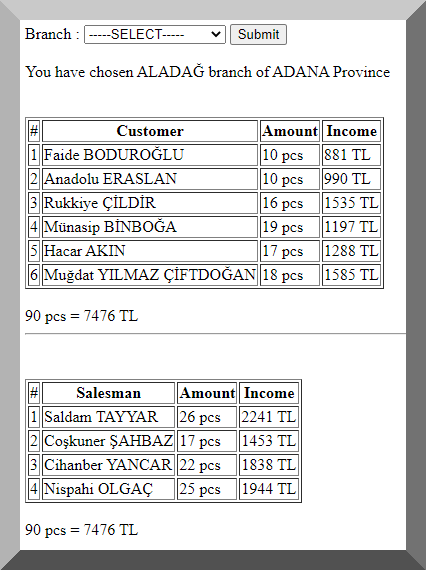 Branch : -----SELECT----- Submit
You have chosen ALADAĞ branch of ADANA Province
# Customer Amount Income
1 Faide BODUROĞLU 10 pcs 881 TL
2 Anadolu ERASLAN 10 pcs 990 TL
3 Rukkiye ÇİLDİR 16 pcs 1535 TL
4 Münasip BİNBOĞA 19 pcs 1197 TL
5 Hacar AKIN 17 pcs 1288 TL
6 Muğdat YILMAZ ÇİFTDOĞAN 18 pcs 1585 TL
90 pcs = 7476 TL
# Salesman Amount Income
1 Saldam TAYYAR 26 pcs 2241 TL
2 Coşkuner ŞAHBAZ 17 pcs 1453 TL
3 Cihanber YANCAR 22 pcs 1838 TL
4 Nispahi OLGAÇ 25 pcs 1944 TL
90 pcs = 7476 TL